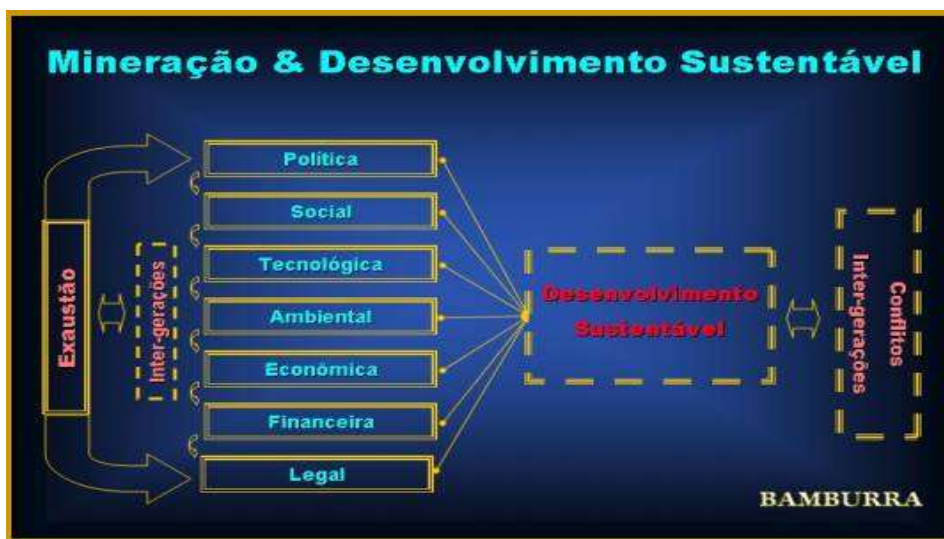 Mineração & Desenvolvimento Sustentável
Política
Social
Tecnológica
Ambiental
Econômica
Financeira
Legal
Exaustão
Inter-gerações
Desenvolvimento
Sustentável
Conflitos
Inter-gerações
BAMBURRA